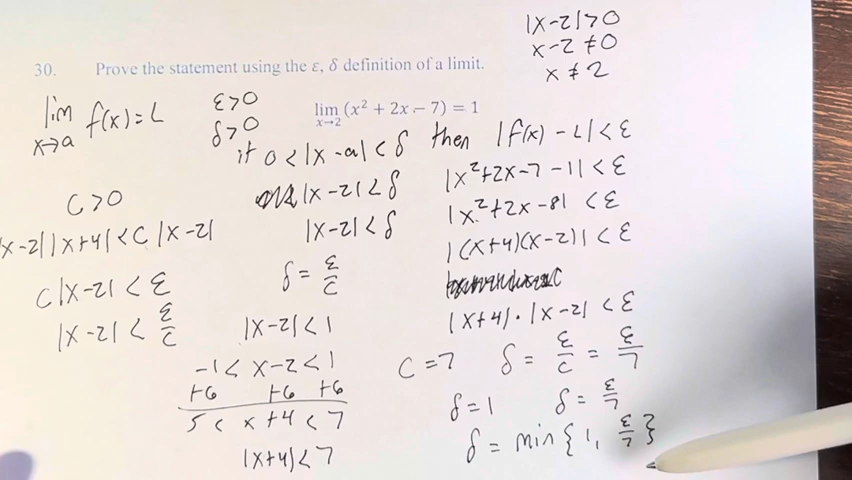 |x-2|>0
x-2≠0
x≠2
30. Prove the statement using the ε, δ definition of a limit.
lim x→a f(x)=L
ε>0
δ>0
lim x→2 (x² + 2x - 7) = 1
if 0<|x-a|<δ then |f(x)-L|<ε
|x-2|<δ |x²+2x-7-1|<ε
C>0
|x²+2x-8|<ε
x-2||x+4|<C|x-2|
|x-2|<δ
|(x+4)(x-2)|<ε
C|x-2|<ε
δ=ε/C
|x-2|<ε/C
|x+4|·|x-2|<ε
|x-2|<1
-1<x-2<1
+6 +6 +6
5<x+4<7
|x+4|<7
C=7 δ=ε/C=ε/7
δ=1 δ=ε/7
δ=min{1, ε/7}